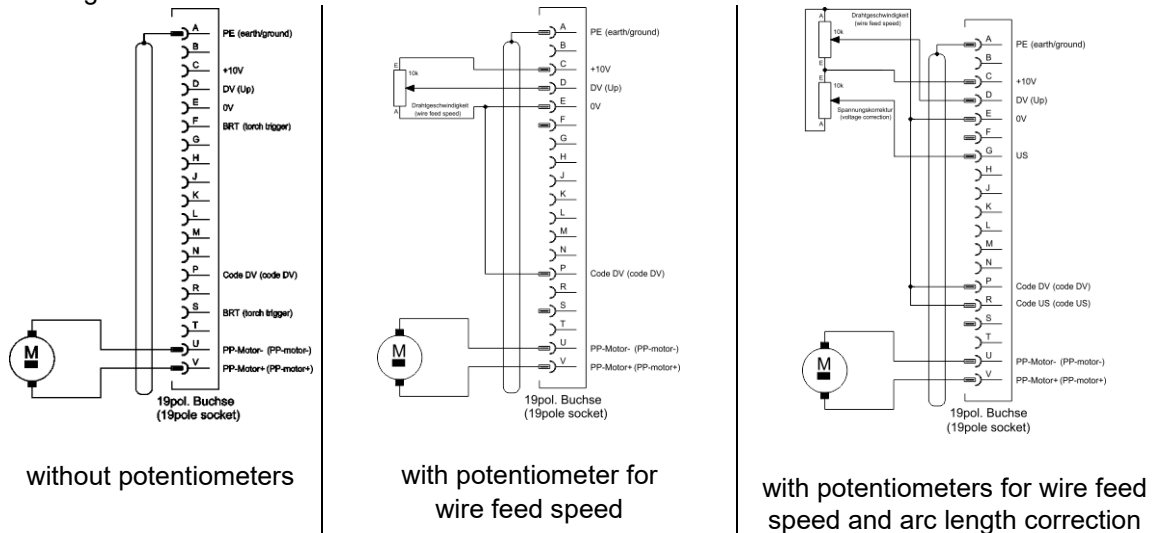 A PE (earth/ground)
B
C +10V
D DV (Up)
E 0V
F BRT (torch trigger)
G
H
J
K
L
M
N
P Code DV (code DV)
R
S BRT (torch trigger)
T
U PP-Motor- (PP-motor-)
V PP-Motor+ (PP-motor+)
M
19pol. Buchse
(19pole socket)
without potentiometers
A PE (earth/ground)
B
E
10k
C +10V
D DV (Up)
Drahtgeschwindigkeit
(wire feed speed)
A
E 0V
F
G
H
J
K
L
M
N
P Code DV (code DV)
R
S
T
U PP-Motor- (PP-motor-)
V PP-Motor+ (PP-motor+)
M
19pol. Buchse
(19pole socket)
with potentiometer for
wire feed speed
A
Drahtgeschwindigkeit
(wire feed speed)
10k
E
E
10k
Spannungskorrektur
(voltage correction)
A
A PE (earth/ground)
B
C +10V
D DV (Up)
E 0V
F
G US
H
J
K
L
M
N
P Code DV (code DV)
R Code US (code US)
S
T
U PP-Motor- (PP-motor-)
V PP-Motor+ (PP-motor+)
M
19pol. Buchse
(19pole socket)
with potentiometers for wire feed
speed and arc length correction